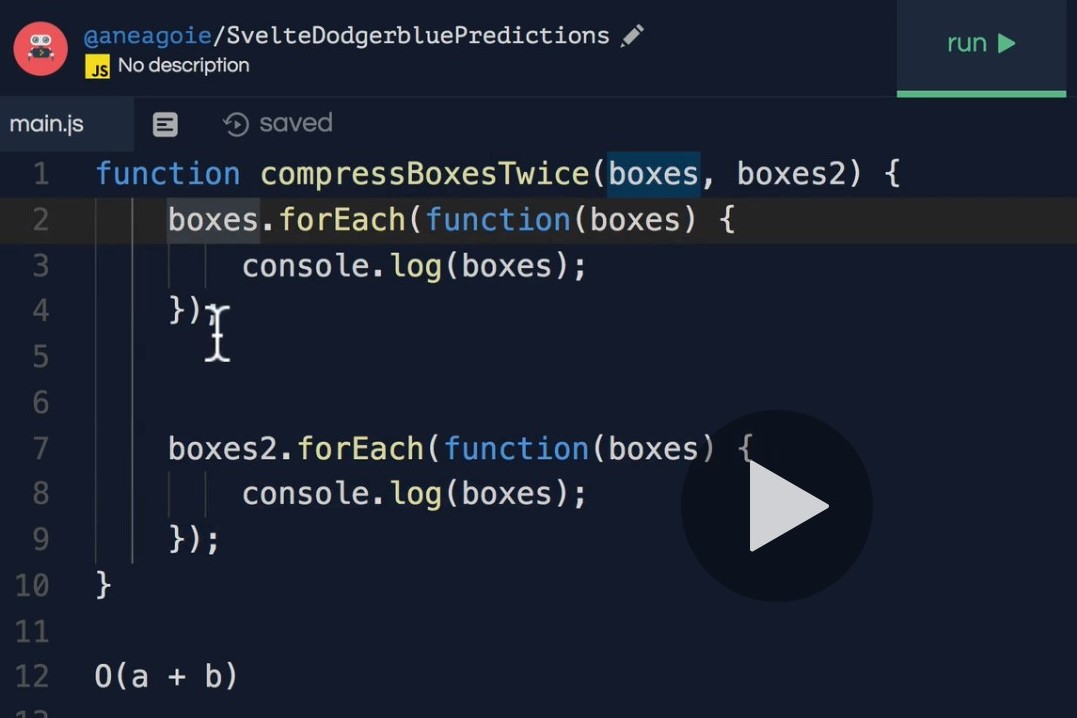 @aneagoie/SvelteDodgerbluePredictions
run
JS No description
main.js
saved
1 function compressBoxesTwice(boxes, boxes2) {
2 boxes.forEach(function(boxes) {
3 console.log(boxes);
4 });
5
6
7 boxes2.forEach(function(boxes) {
8 console.log(boxes);
9 });
10 }
11
12 O(a + b)
13